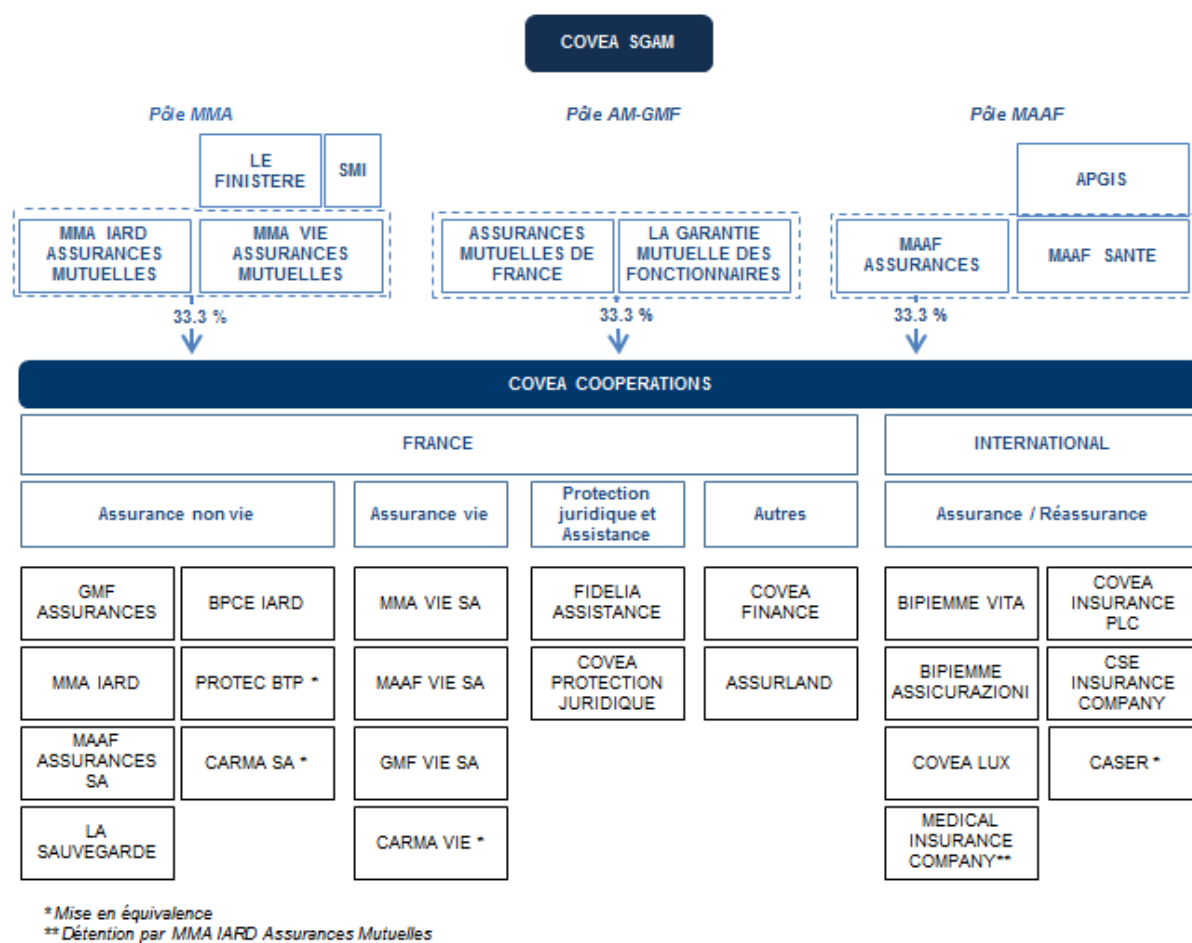 COVEA SGAM
Pôle MMA
Pôle AM-GMF
Pôle MAAF
LE
FINISTERE
SMI
APGIS
MMA IARD
ASSURANCES
MUTUELLES
MMA VIE
ASSURANCES
MUTUELLES
ASSURANCES
MUTUELLES DE
FRANCE
LA GARANTIE
MUTUELLE DES
FONCTIONNAIRES
MAAF
ASSURANCES
MAAF SANTE
33.3 %
33.3 %
33.3 %
COVEA COOPERATIONS
FRANCE
INTERNATIONAL
Assurance non vie
Assurance vie
Protection
juridique et
Assistance
Autres
Assurance / Réassurance
GMF
ASSURANCES
BPCE IARD
MMA VIE SA
FIDELIA
ASSISTANCE
COVEA
FINANCE
BIPIEMME VITA
COVEA
INSURANCE
PLC
MMA IARD
PROTEC BTP *
MAAF VIE SA
COVEA
PROTECTION
JURIDIQUE
ASSURLAND
BIPIEMME
ASSICURAZIONI
CSE
INSURANCE
COMPANY
MAAF
ASSURANCES
SA
CARMA SA *
GMF VIE SA
COVEA LUX
CASER *
LA
SAUVEGARDE
CARMA VIE *
MEDICAL
INSURANCE
COMPANY**
* Mise en équivalence
** Détention par MMA IARD Assurances Mutuelles